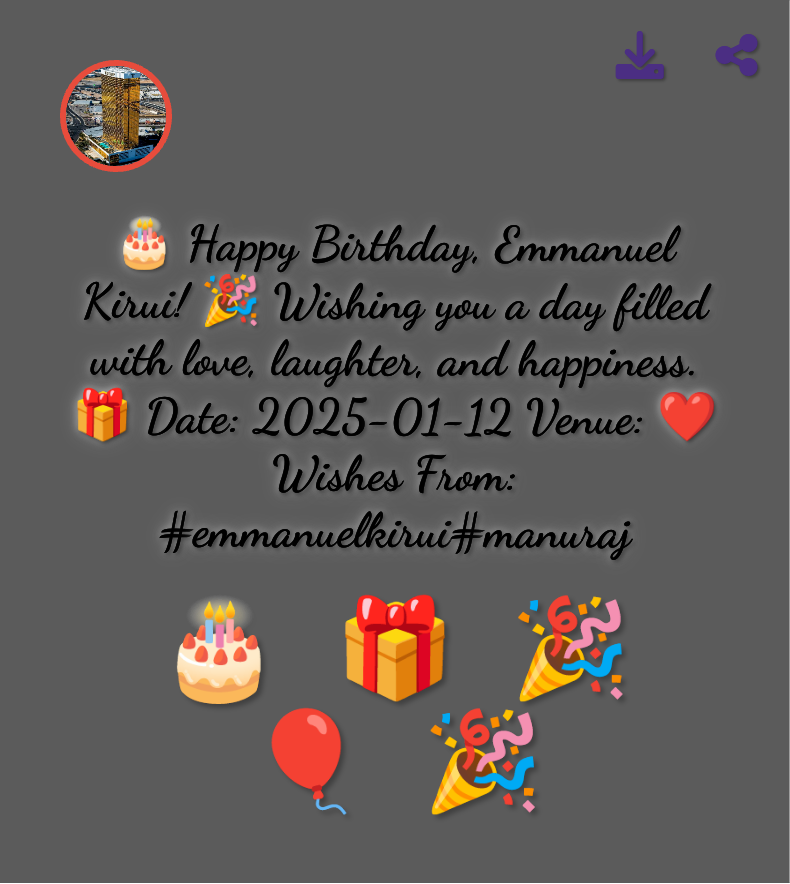 🎂 Happy Birthday, Emmanuel
Kirui! 🎉 Wishing you a day filled
with love, laughter, and happiness.
🎁 Date: 2025-01-12 Venue: ❤️
Wishes From:
#emmanuelkirui#manuraj